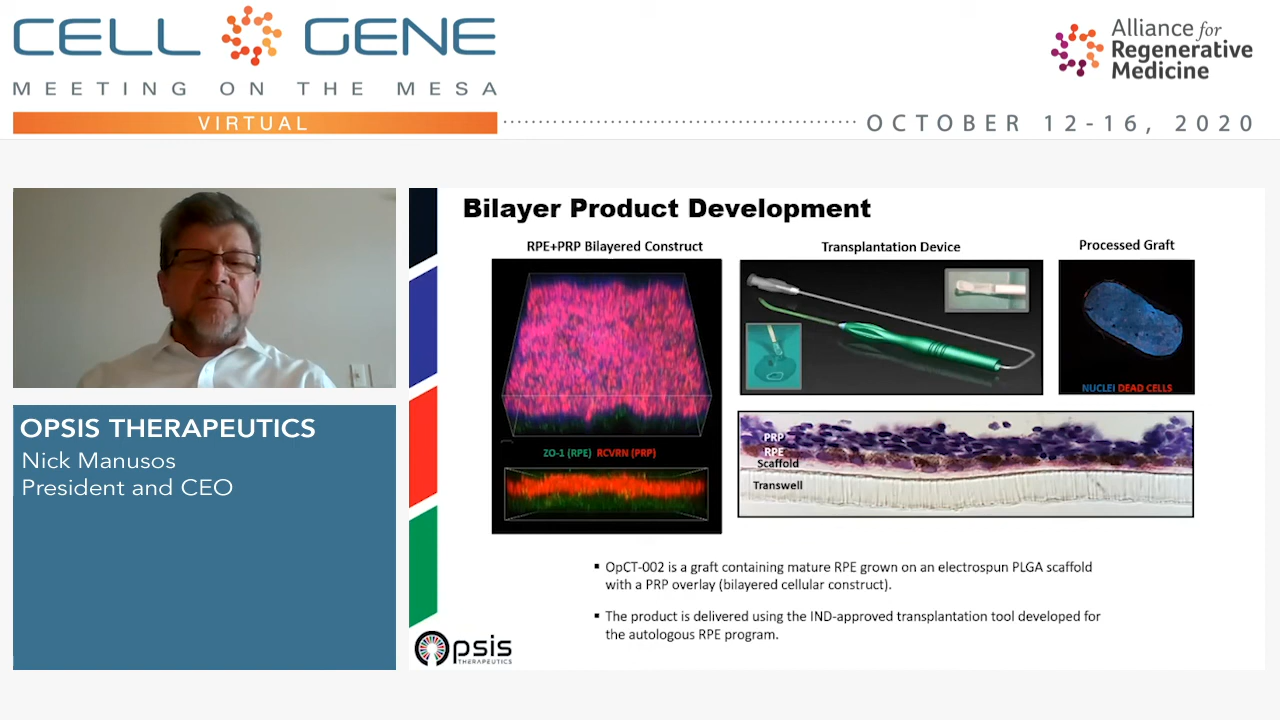 CELL GENE
MEETING ON THE MESA
VIRTUAL
Alliance for
Regenerative
Medicine
OCTOBER 12-16, 2020
OPSIS THERAPEUTICS
Nick Manusos
President and CEO
Bilayer Product Development
RPE+PRP Bilayered Construct
Transplantation Device
Processed Graft
ZO-1 (RPE) RCVRN (PRP)
NUCLEI DEAD CELLS
PRP
RPE
Scaffold
Transwell
▪ OpCT-002 is a graft containing mature RPE grown on an electrospun PLGA scaffold
with a PRP overlay (bilayered cellular construct).
▪ The product is delivered using the IND-approved transplantation tool developed for
the autologous RPE program.
Opsis
THERAPEUTICS